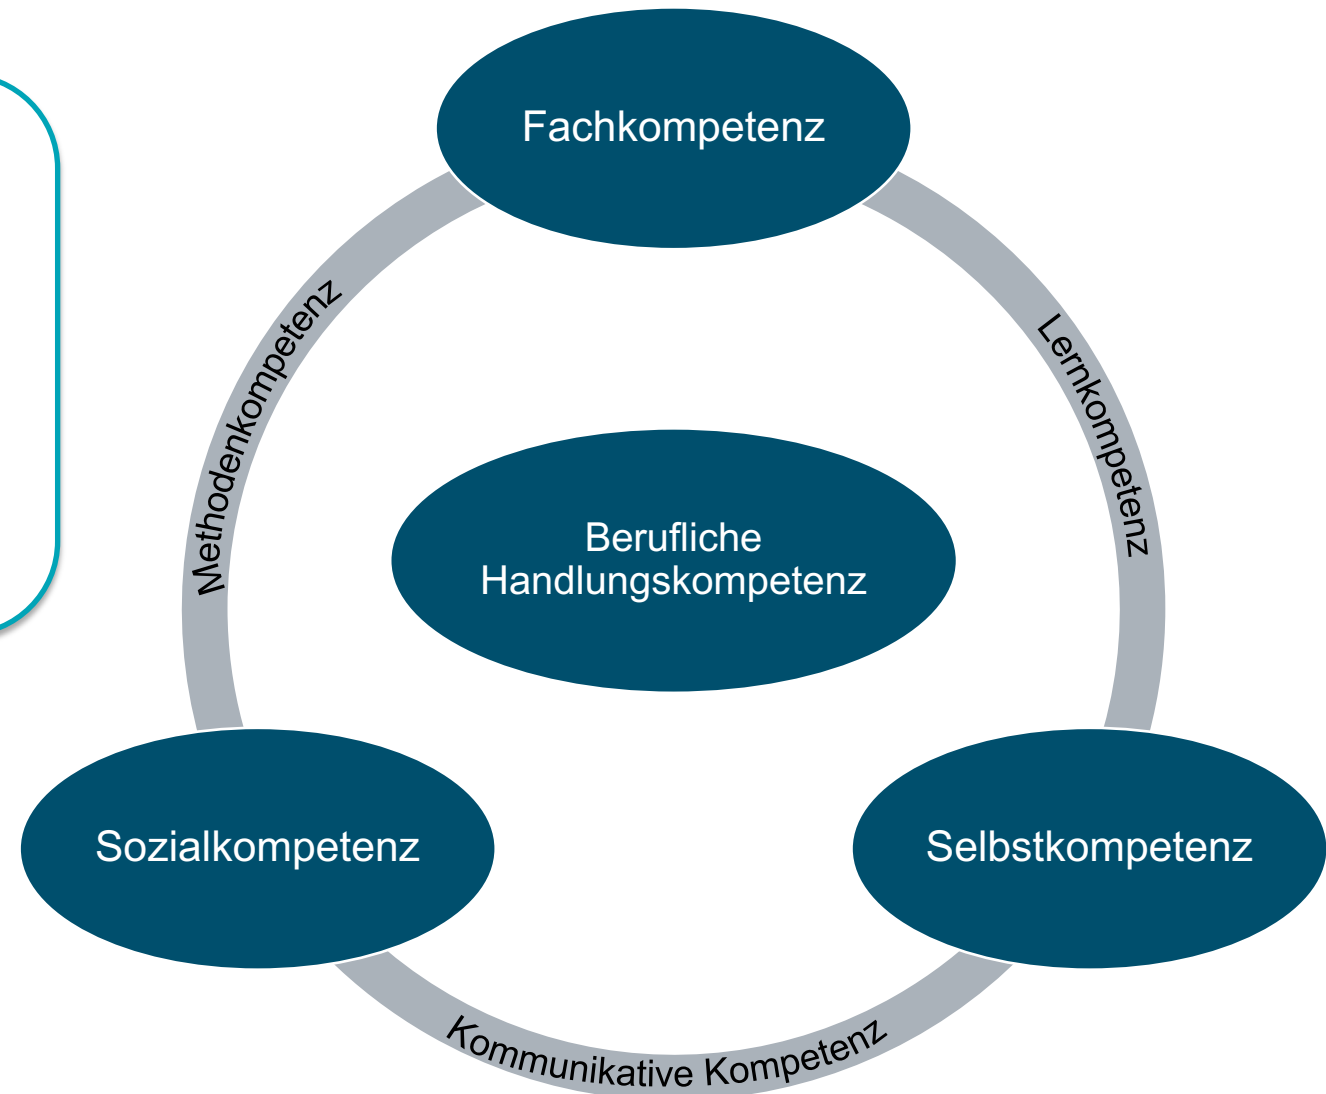 Fachkompetenz
Methodenkompetenz
Lernkompetenz
Berufliche
Handlungskompetenz
Sozialkompetenz
Selbstkompetenz
Kommunikative Kompetenz